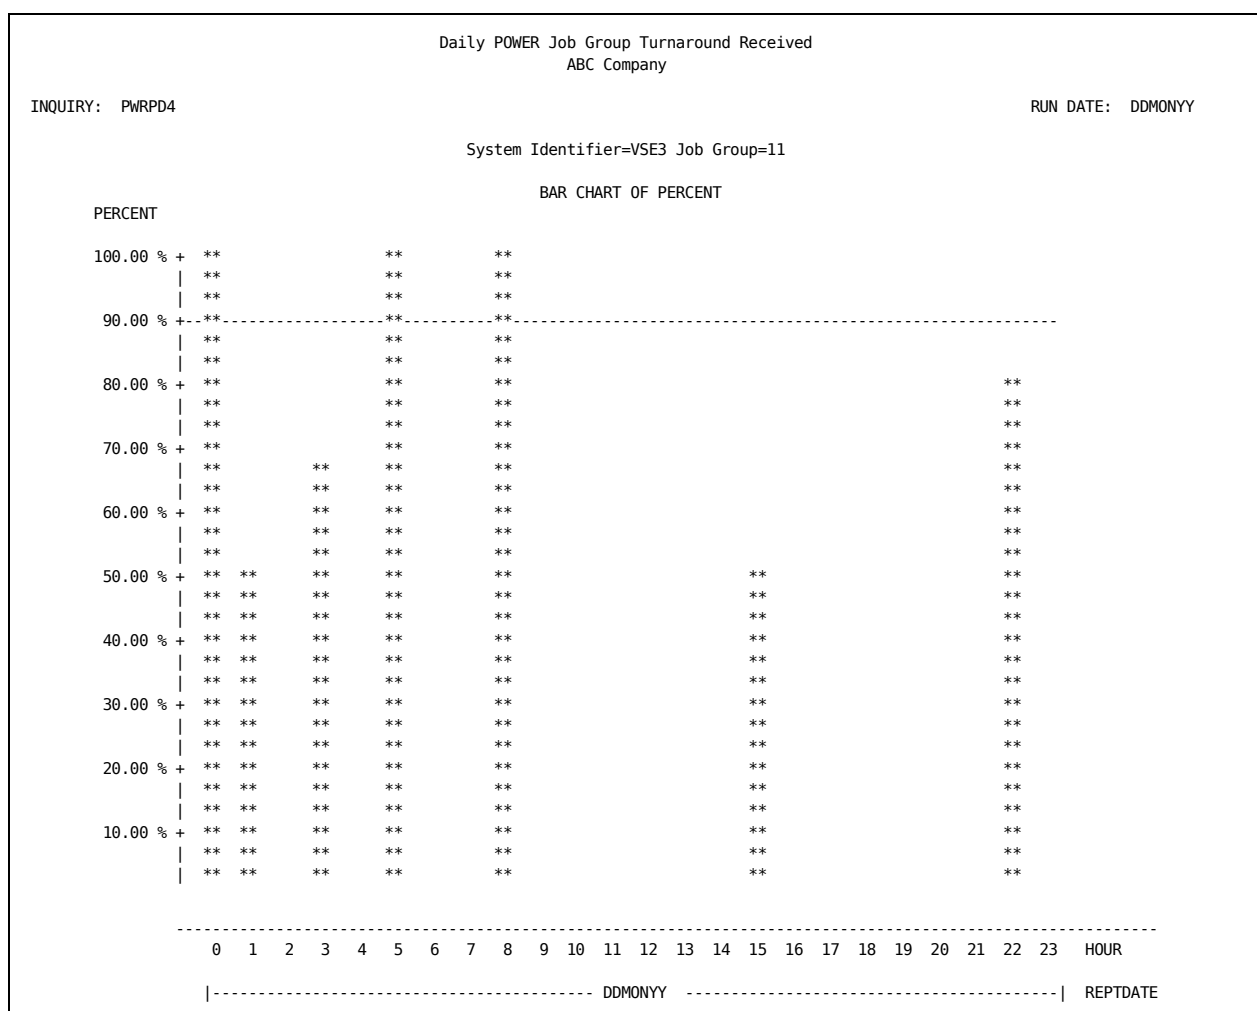 Daily POWER Job Group Turnaround Received
ABC Company
INQUIRY:  PWRPD4                                        RUN DATE:  DDMONYY
System Identifier=VSE3 Job Group=11
BAR CHART OF PERCENT
PERCENT
100.00 % +  **                  **          **
         |  **                  **          **
         |  **                  **          **
 90.00 % +--**------------------**----------**------------------------------------------------------------
         |  **                  **          **
         |  **                  **          **
 80.00 % +  **                  **          **                                                      **
         |  **                  **          **                                                      **
         |  **                  **          **                                                      **
 70.00 % +  **                  **          **                                                      **
         |  **          **      **          **                                                      **
         |  **          **      **          **                                                      **
 60.00 % +  **          **      **          **                                                      **
         |  **          **      **          **                                                      **
         |  **          **      **          **                                                      **
 50.00 % +  **  **      **      **          **                          **                          **
         |  **  **      **      **          **                          **                          **
         |  **  **      **      **          **                          **                          **
 40.00 % +  **  **      **      **          **                          **                          **
         |  **  **      **      **          **                          **                          **
         |  **  **      **      **          **                          **                          **
 30.00 % +  **  **      **      **          **                          **                          **
         |  **  **      **      **          **                          **                          **
         |  **  **      **      **          **                          **                          **
 20.00 % +  **  **      **      **          **                          **                          **
         |  **  **      **      **          **                          **                          **
         |  **  **      **      **          **                          **                          **
 10.00 % +  **  **      **      **          **                          **                          **
         |  **  **      **      **          **                          **                          **
         |  **  **      **      **          **                          **                          **
------------------------------------------------------------------------------------------------------------
0   1   2   3   4   5   6   7   8   9  10  11  12  13  14  15  16  17  18  19  20  21  22  23   HOUR
|------------------------------------------ DDMONYY  -----------------------------------------|  REPTDATE